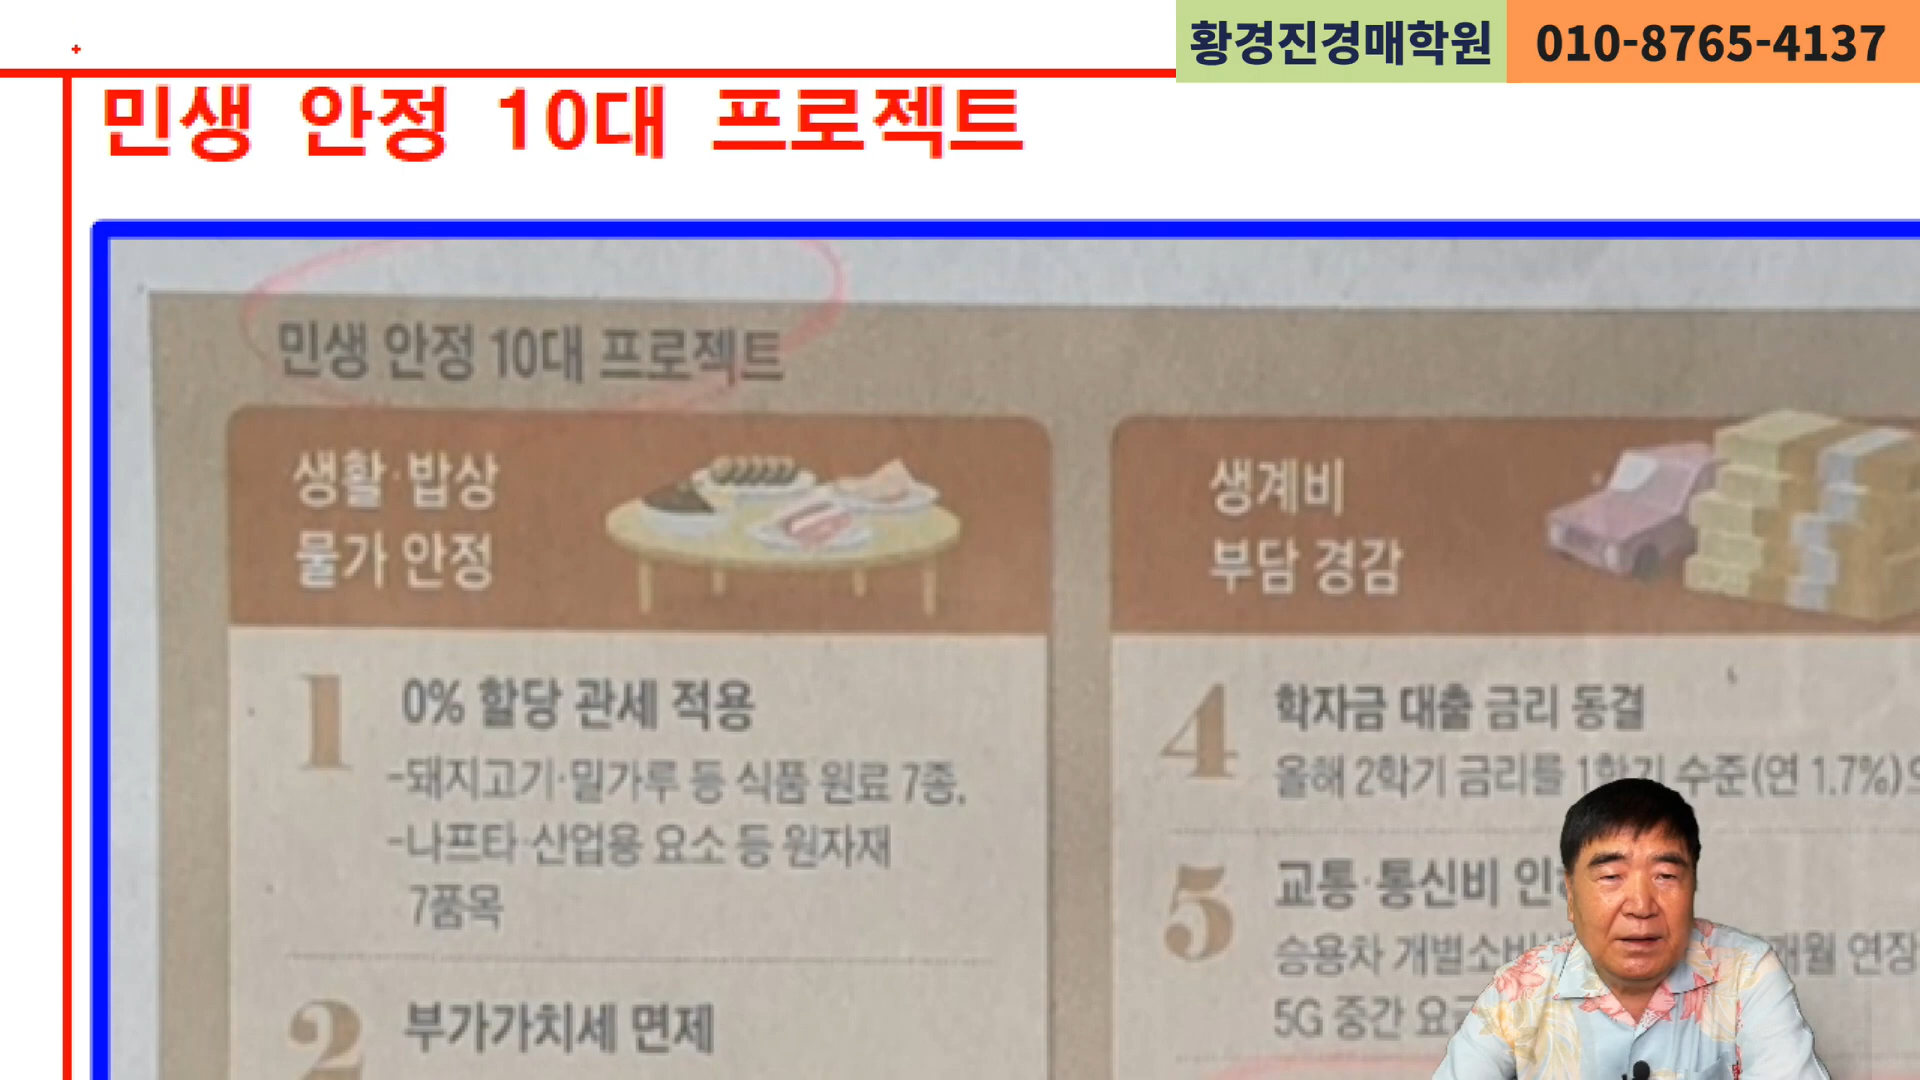 황경진경매학원
010-8765-4137
민생 안정 10대 프로젝트
민생 안정 10대 프로젝트
생활·밥상
물가 안정
1
0% 할당 관세 적용
-돼지고기·밀가루 등 식품 원료 7종,
-나프타·산업용 요소 등 원자재
7품목
2
부가가치세 면제
생계비
부담 경감
4
학자금 대출 금리 동결
올해 2학기 금리를 1학기 수준(연 1.7%)으
5
교통·통신비
승용차 연장
5G 중간